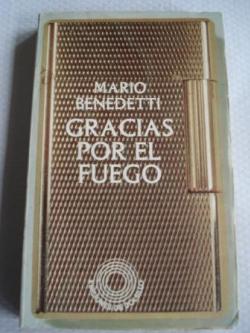 MARIO
BENEDETTI
GRACIAS
POR EL
FUEGO